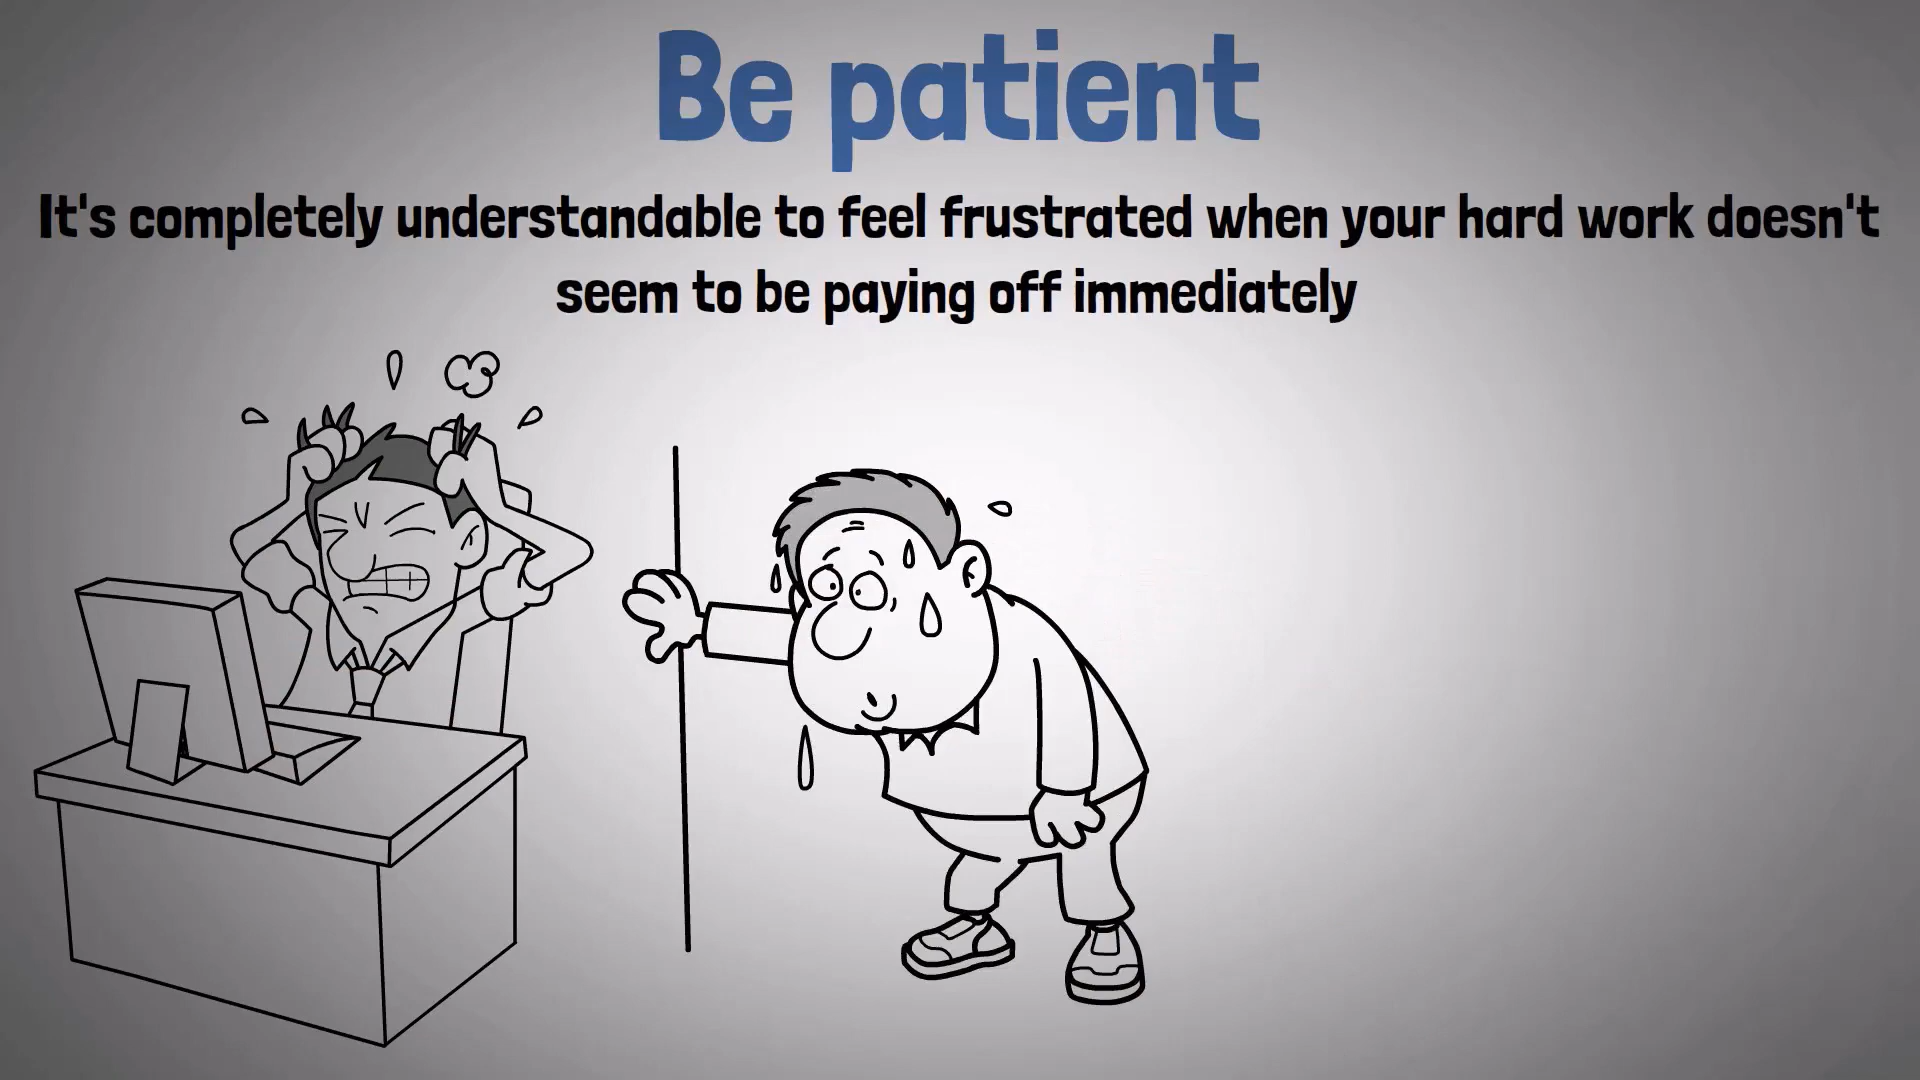 Be patient
It's completely understandable to feel frustrated when your hard work doesn't
seem to be paying off immediately